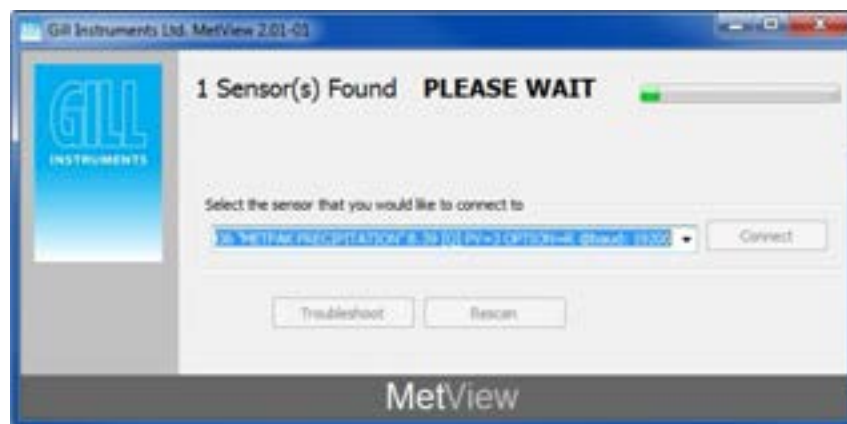 Gill Instruments Ltd. MetView 2.01-01
1 Sensor(s) Found PLEASE WAIT
GILL
INSTRUMENTS
Select the sensor that you would like to connect to
"METPAK PRECIPITATION"
Connect
Troubleshoot Rescan
MetView